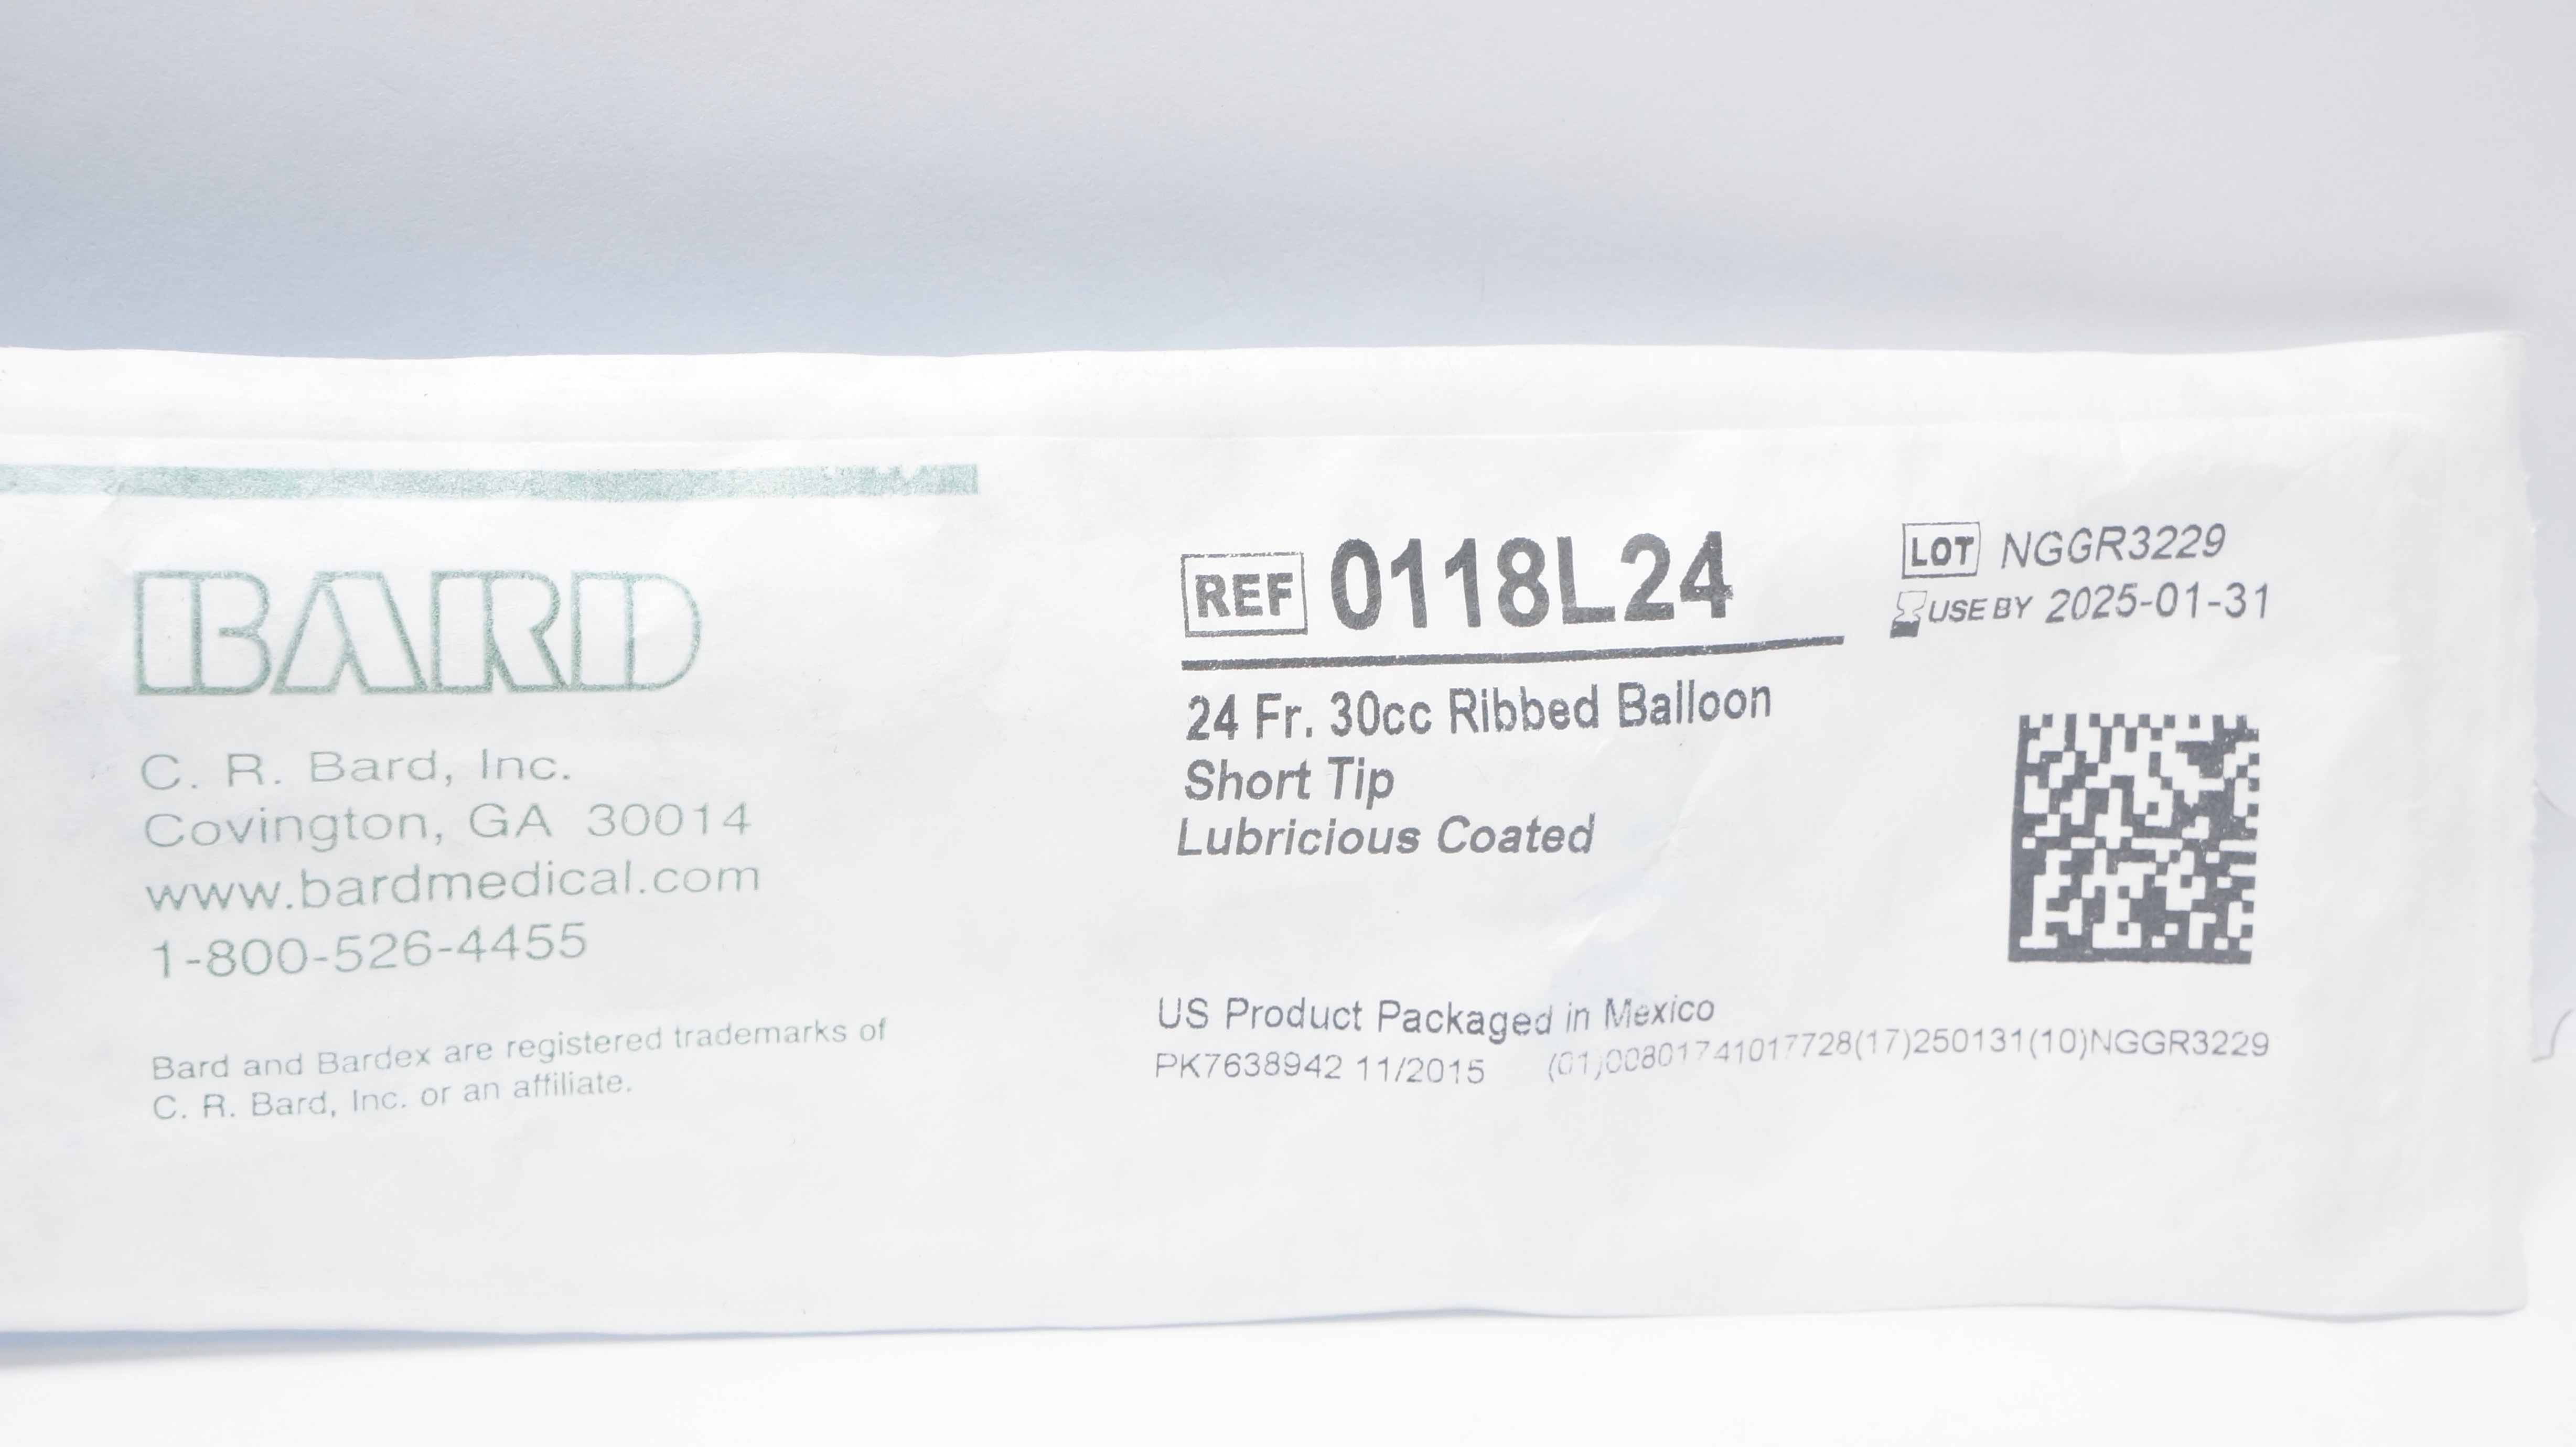 BARD
C. R. Bard, Inc.
Covington, GA 30014
www.bardmedical.com
1-800-526-4455
Bard and Bardex are registered trademarks of
C. R. Bard, Inc. or an affiliate.
REF 0118L24
24 Fr. 30cc Ribbed Balloon
Short Tip
Lubricious Coated
LOT NGGR3229
USE BY 2025-01-31
US Product Packaged in Mexico
PK7638942 11/2015 (01)00801741017728(17)250131(10)NGGR3229